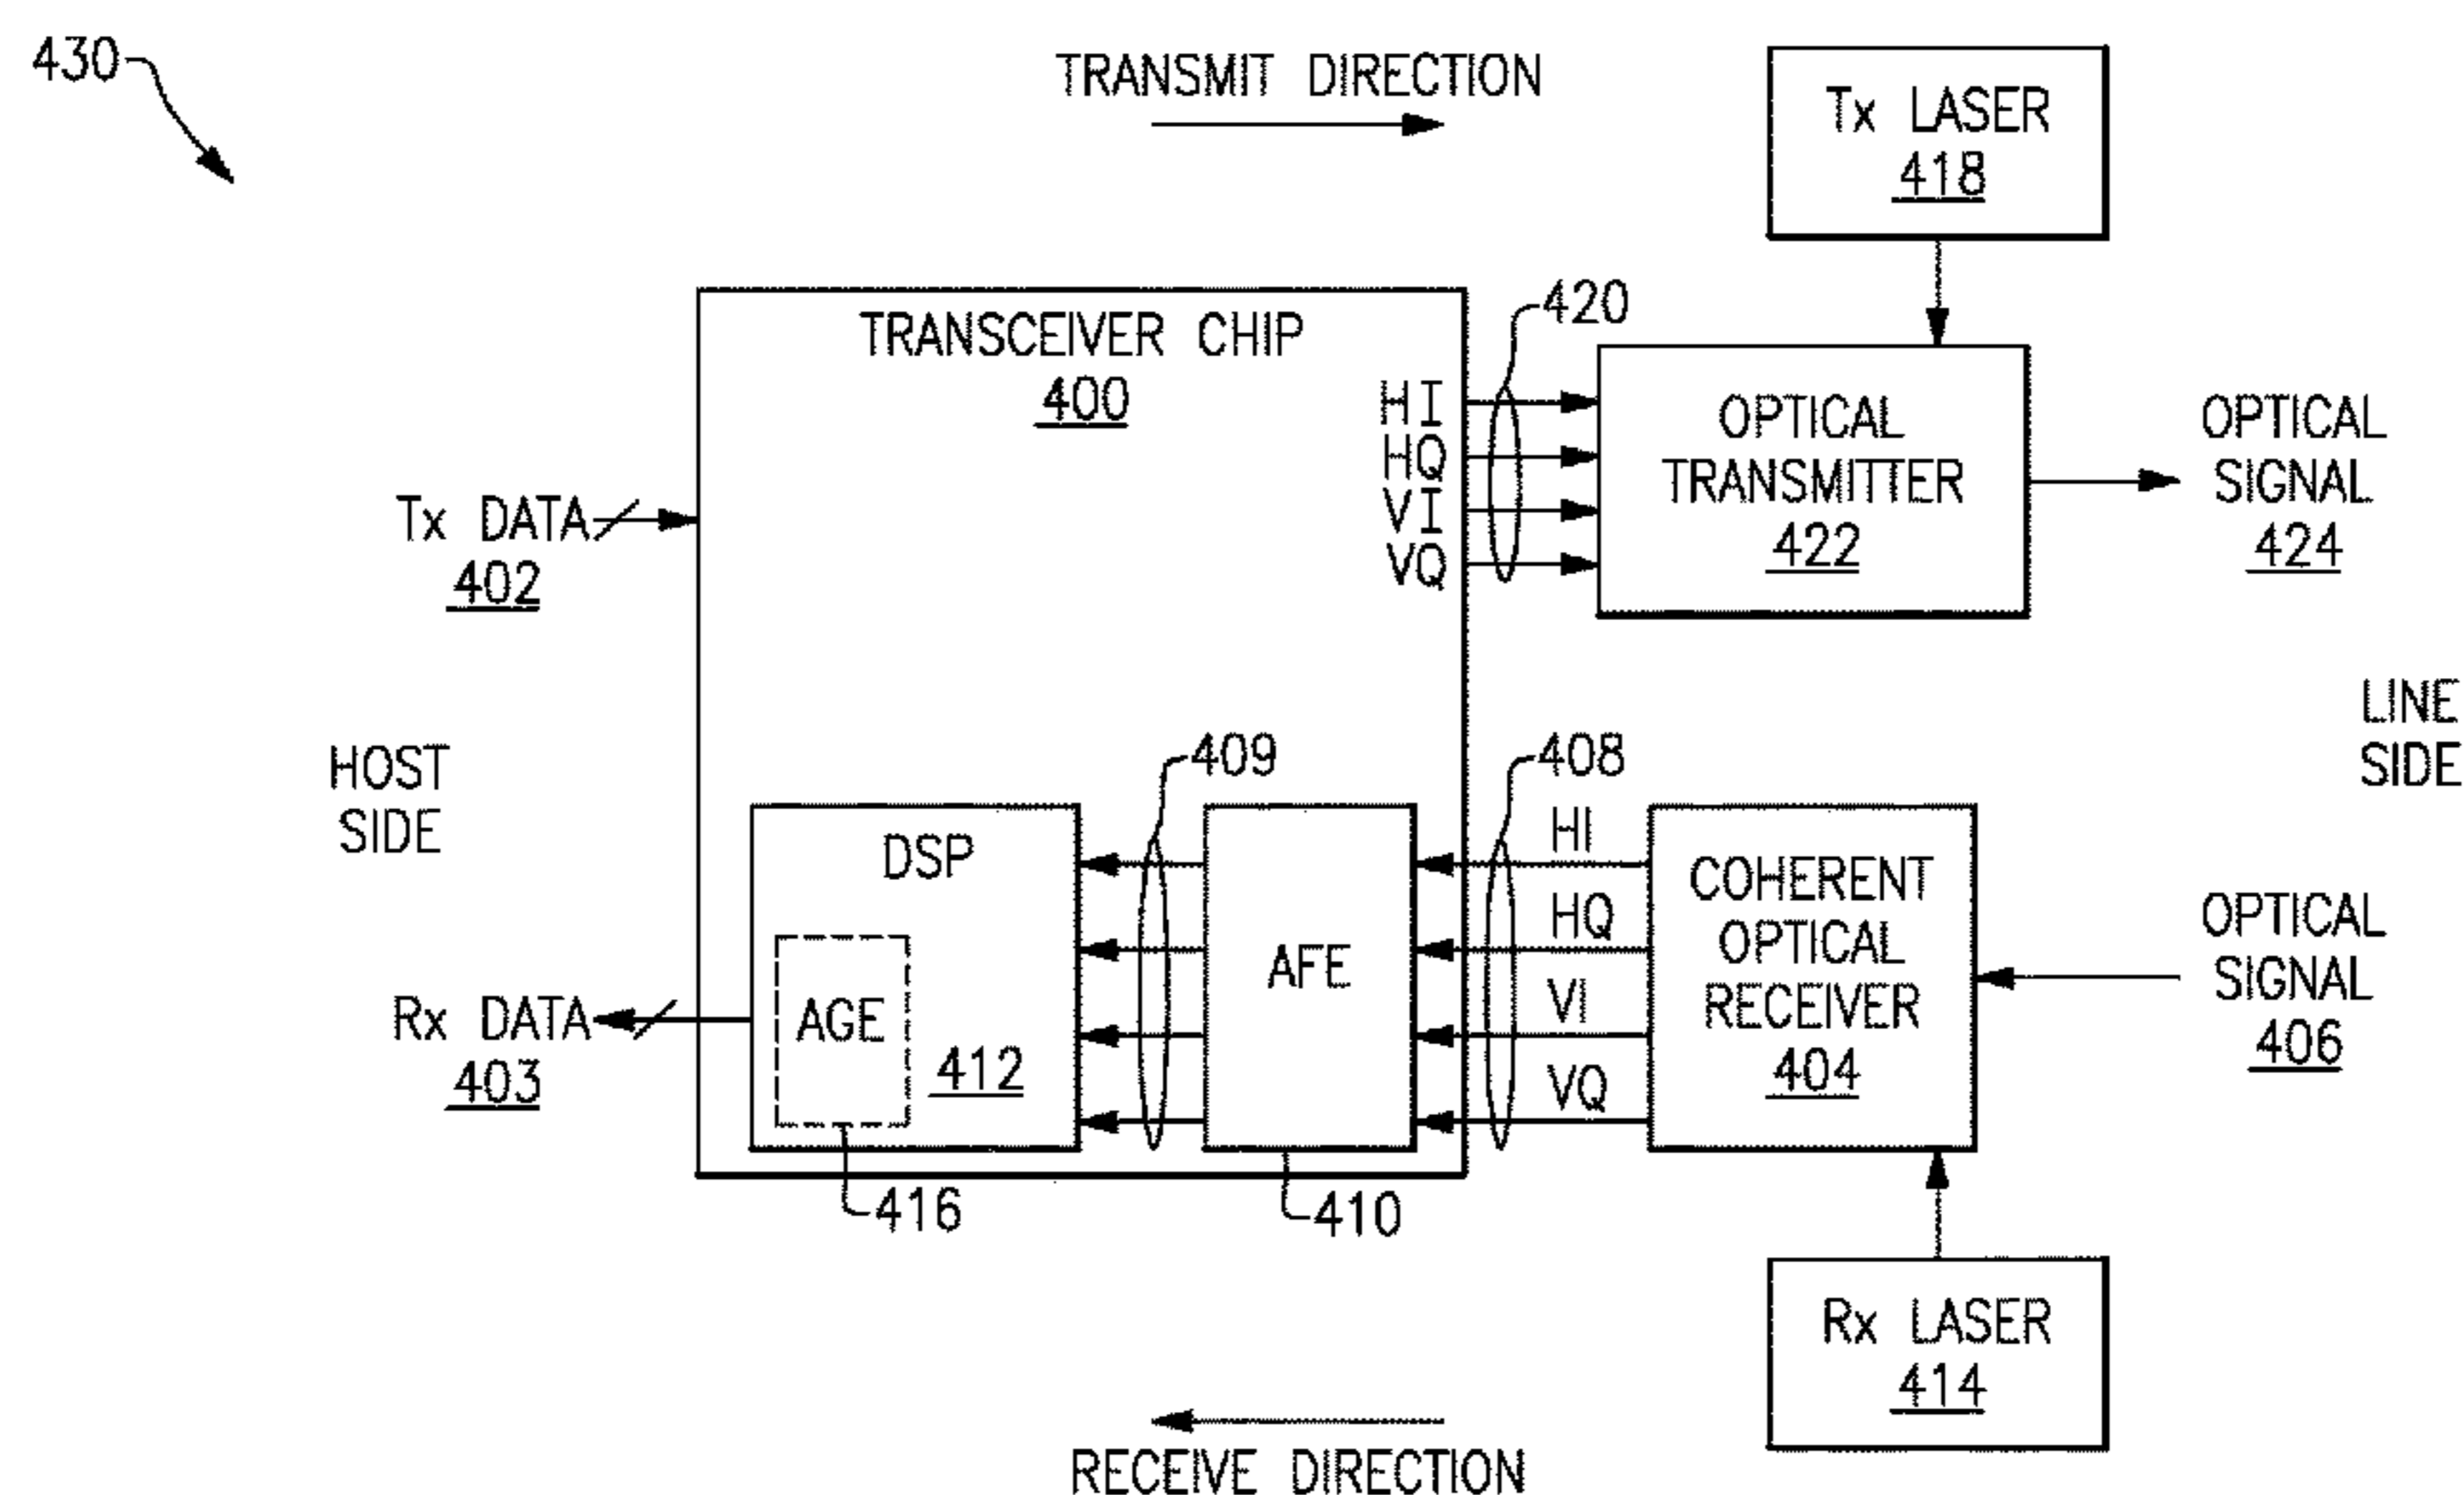 430
TRANSMIT DIRECTION
Tx LASER
418
TRANSCEIVER CHIP
400
420
HI
HQ
VI
VQ
OPTICAL
TRANSMITTER
422
OPTICAL
SIGNAL
424
Tx DATA
402
HOST
SIDE
LINE
SIDE
409
408
DSP
AGE
412
416
AFE
410
HI
HQ
VI
VQ
COHERENT
OPTICAL
RECEIVER
404
OPTICAL
SIGNAL
406
Rx DATA
403
Rx LASER
414
RECEIVE DIRECTION